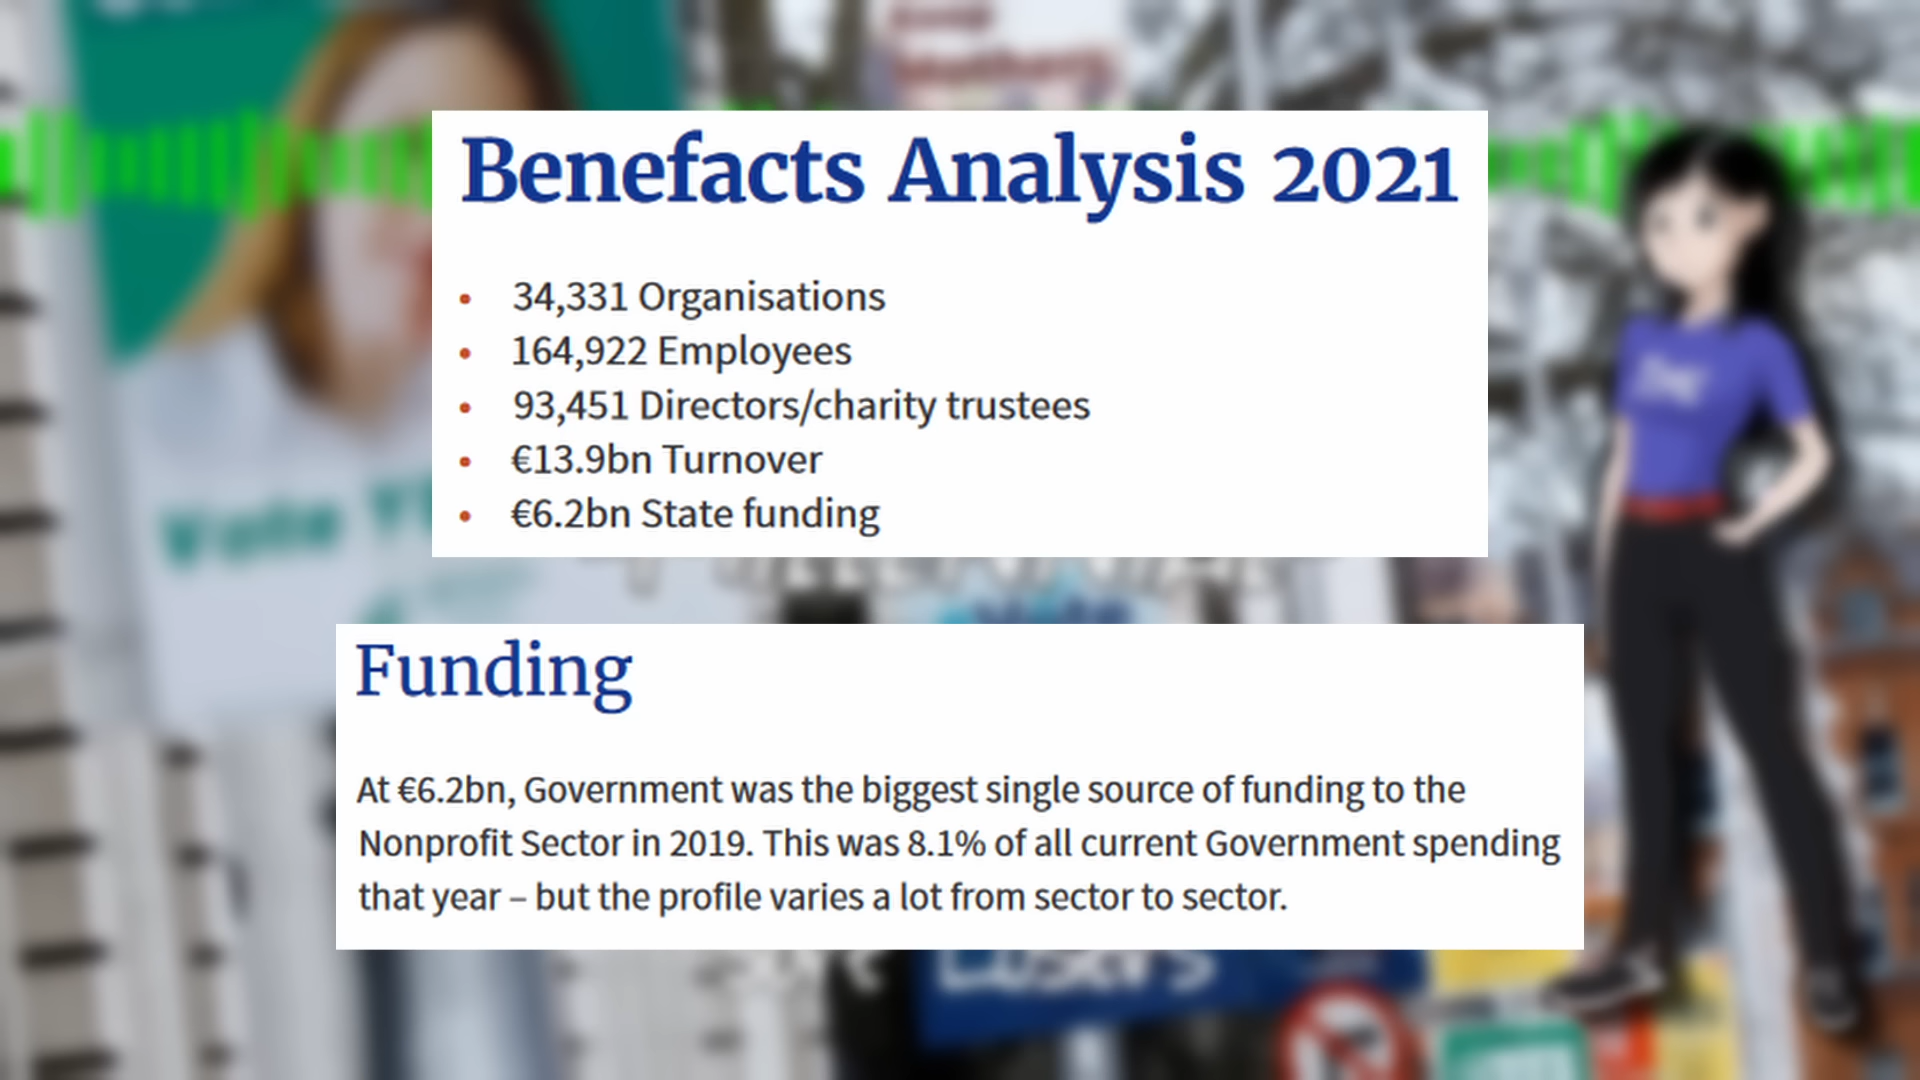 Benefacts Analysis 2021
• 34,331 Organisations
• 164,922 Employees
• 93,451 Directors/charity trustees
• €13.9bn Turnover
• €6.2bn State funding
Vote
Funding
At €6.2bn, Government was the biggest single source of funding to the
Nonprofit Sector in 2019. This was 8.1% of all current Government spending
that year – but the profile varies a lot from sector to sector.